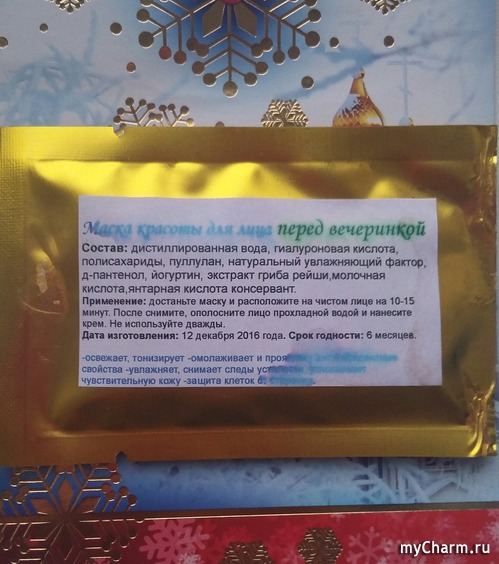 Маска красоты для лица перед вечеринкой
Состав: дистиллированная вода, гиалуроновая кислота,
полисахариды, пуллулан, натуральный увлажняющий фактор,
д-пантенол, йогуртин, экстракт гриба рейши,молочная
кислота,янтарная кислота консервант.
Применение: достаньте маску и расположите на чистом лице на 10-15
минут. После снимите, ополосните лицо прохладной водой и нанесите
крем. Не используйте дважды.
Дата изготовления: 12 декабря 2016 года. Срок годности: 6 месяцев.
-освежает, тонизирует -омолаживает и
свойства -увлажняет, снимает следы
чувствительную кожу -защита клеток
myCharm.ru